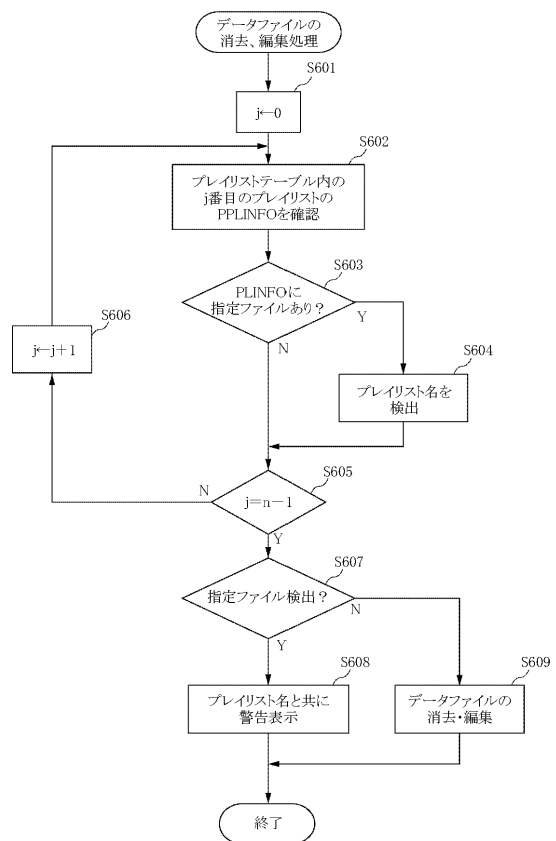 データファイルの
消去、編集処理
S601
j←0
S602
プレイリストテーブル内の
j番目のプレイリストの
PPLINFOを確認
S603
PLINFOに
指定ファイルあり？
Y
N
S606
j←j＋1
S604
プレイリスト名を
検出
S605
j＝n－1
N
Y
S607
指定ファイル検出？
N
Y
S608
プレイリスト名と共に
警告表示
S609
データファイルの
消去・編集
終了